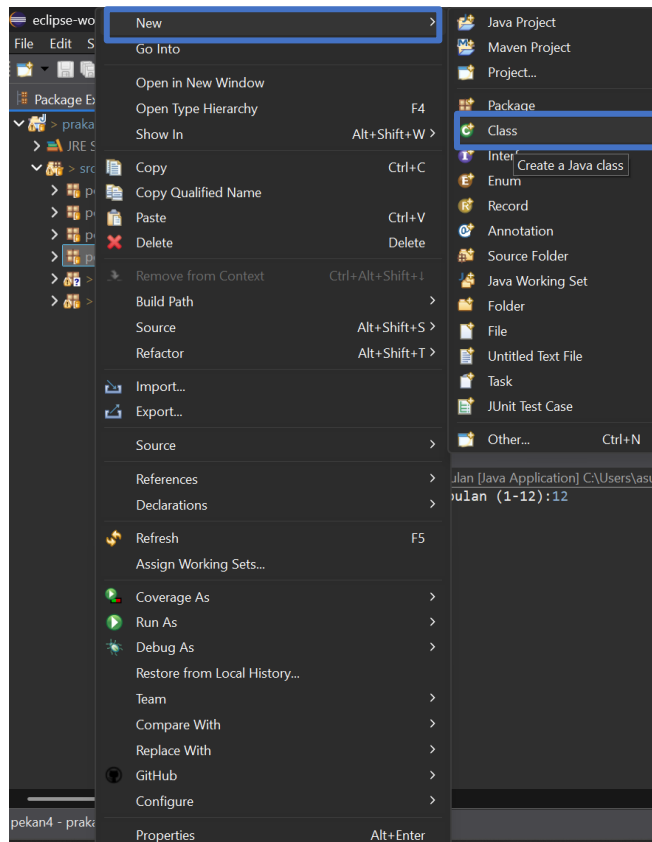 eclipse-wo
File Edit S
Package Ex
> praka
JRE S
> src
New
Go Into
Open in New Window
Open Type Hierarchy F4
Show In Alt+Shift+W >
Copy Ctrl+C
Copy Qualified Name
Paste Ctrl+V
Delete Delete
Remove from Context Ctrl+Alt+Shift+↓
Build Path
Source Alt+Shift+S >
Refactor Alt+Shift+T >
Import...
Export...
Source
References
Declarations
Refresh F5
Assign Working Sets...
Coverage As
Run As
Debug As
Restore from Local History...
Team
Compare With
Replace With
GitHub
Configure
Properties Alt+Enter
Java Project
Maven Project
Project...
Package
Class
Create a Java class
Enum
Record
Annotation
Source Folder
Java Working Set
Folder
File
Untitled Text File
Task
JUnit Test Case
Other... Ctrl+N
ulan [Java Application] C:\Users\asu
bulan (1-12):12
pekan4 - praka